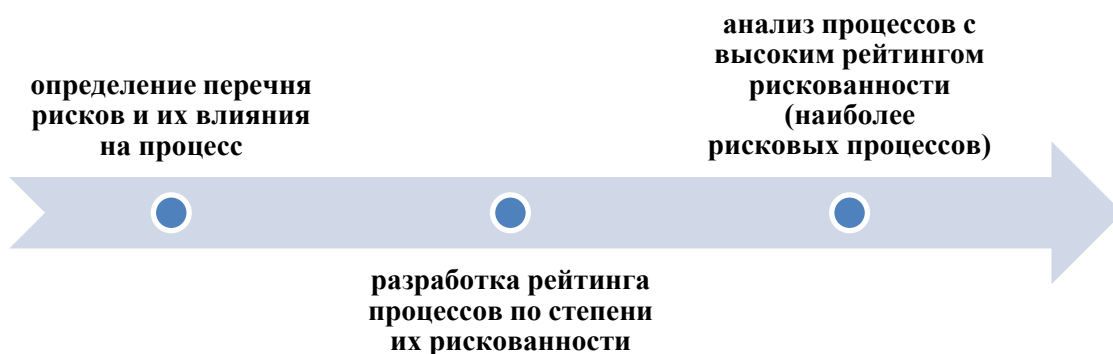 определение перечня
рисков и их влияния
на процесс
разработка рейтинга
процессов по степени
их рискованности
анализ процессов с
высоким рейтингом
рискованности
(наиболее
рисковых процессов)